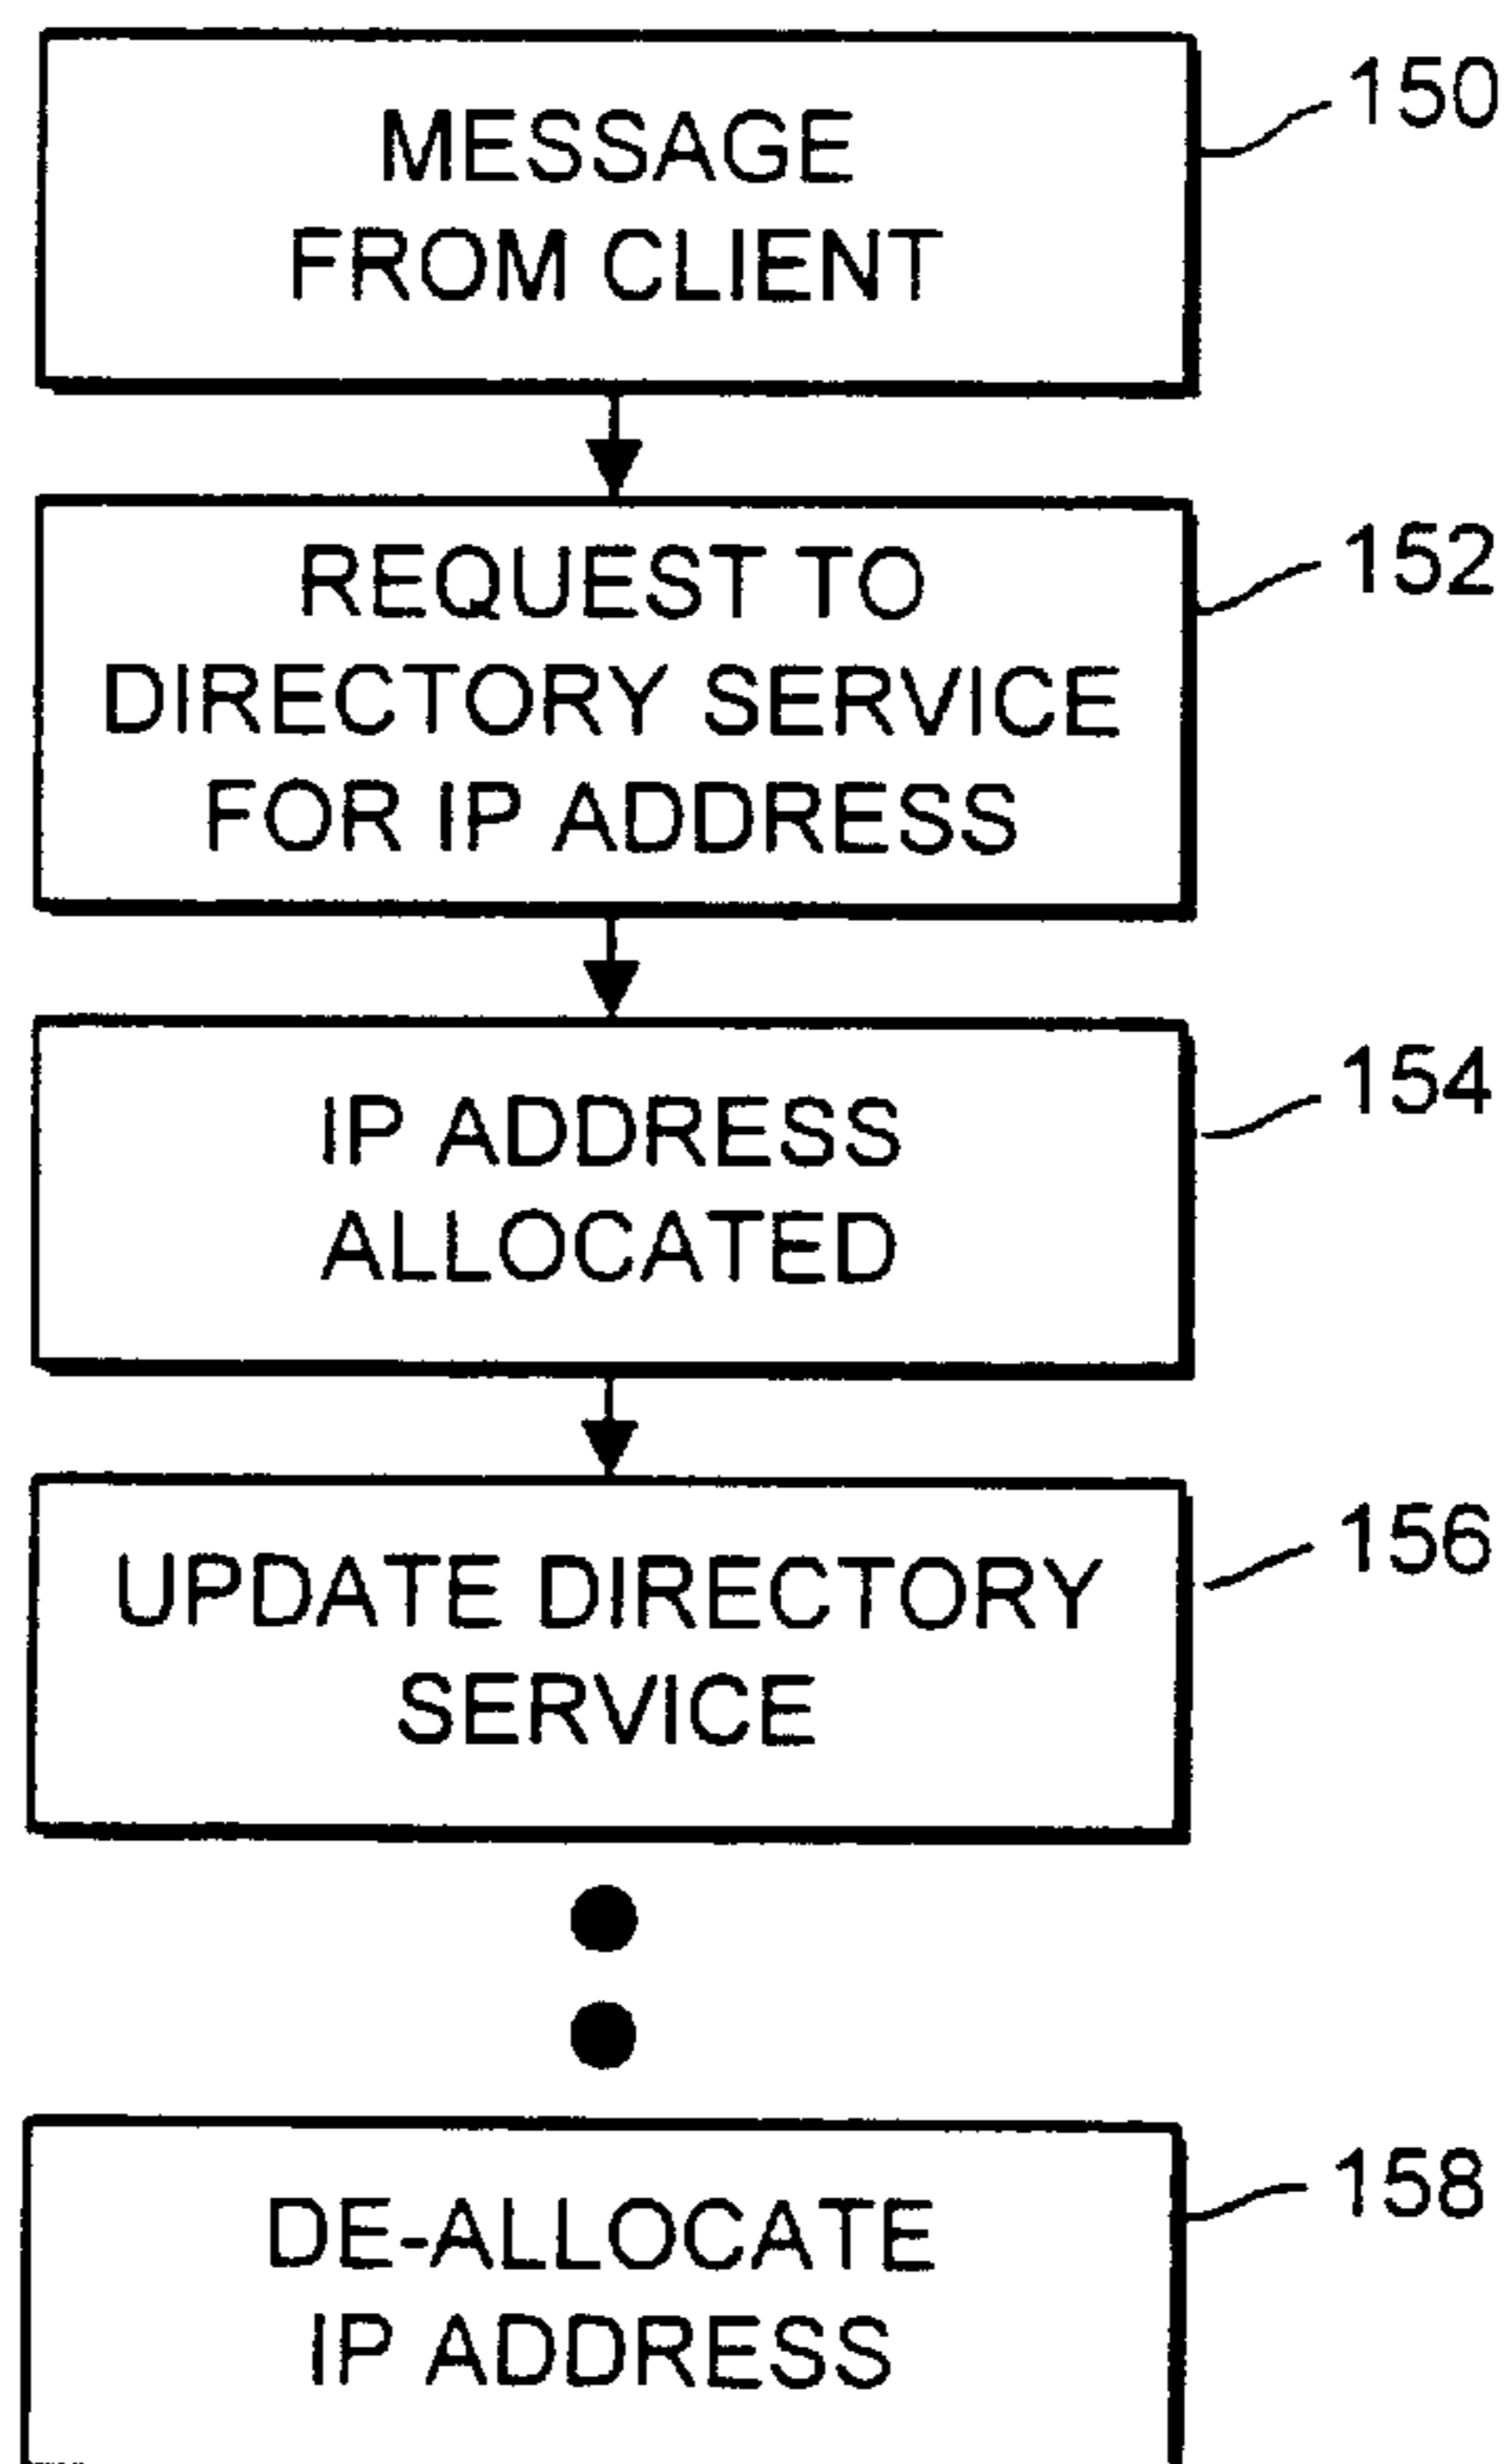 MESSAGE
FROM CLIENT
150
REQUEST TO
DIRECTORY SERVICE
FOR IP ADDRESS
152
IP ADDRESS
ALLOCATED
154
UPDATE DIRECTORY
SERVICE
156
DE-ALLOCATE
IP ADDRESS
158